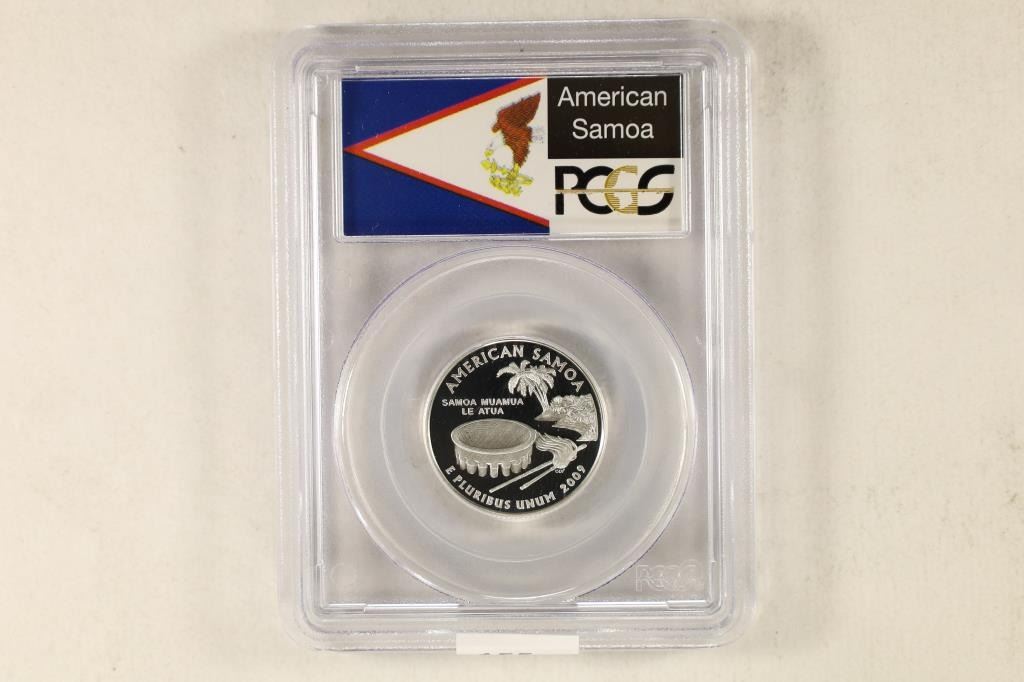 American
Samoa
PCGS
AMERICAN SAMOA
SAMOA MUAMUA
LE ATUA
E PLURIBUS UNUM 2009
PCGS